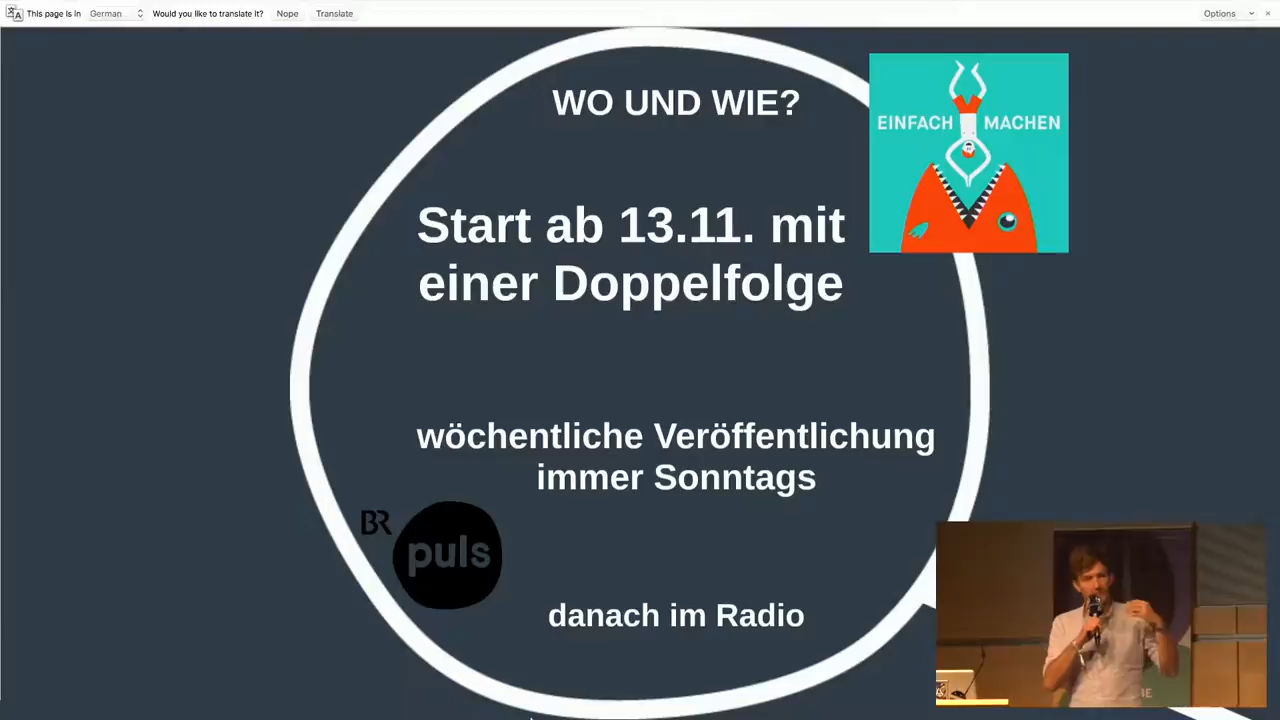 This page is in German Would you like to translate it? Nope Translate Options ×
WO UND WIE?
EINFACH MACHEN
Start ab 13.11. mit
einer Doppelfolge
wöchentliche Veröffentlichung
immer Sonntags
BR
puls
danach im Radio